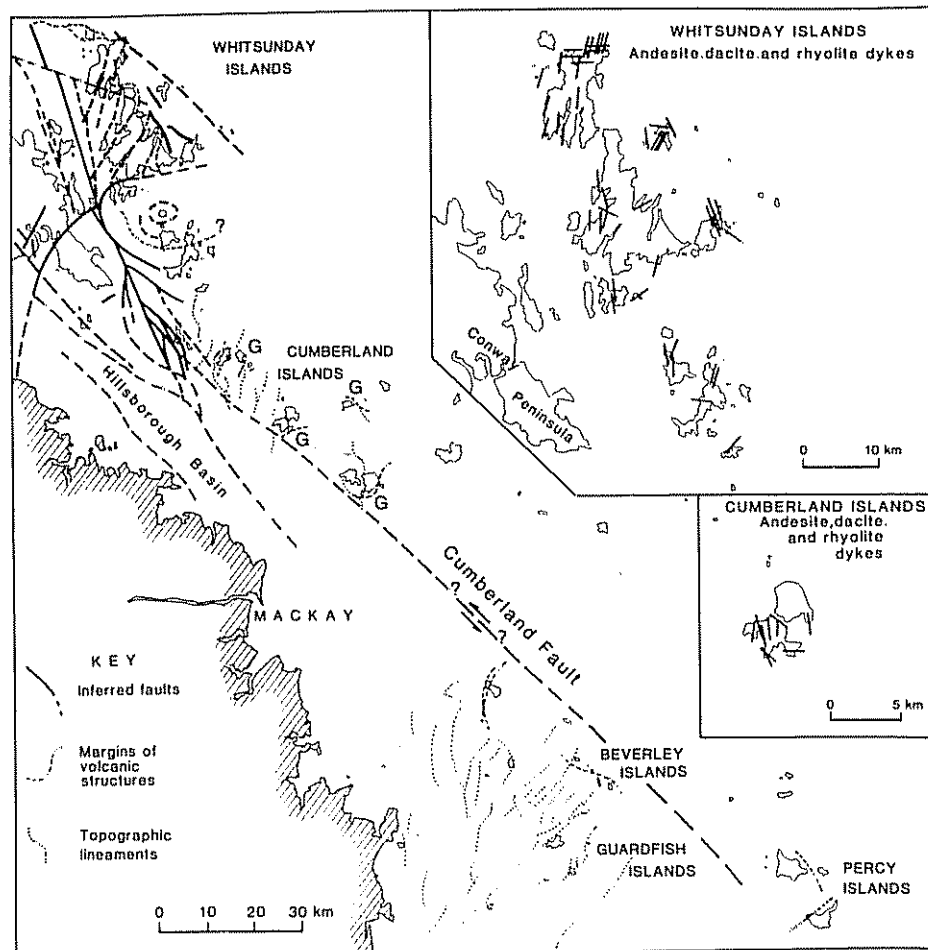 WHITSUNDAY
ISLANDS
?
G
CUMBERLAND
ISLANDS
G
G
G
Hillsborough Basin
Cumberland Fault
?
?
MACKAY
KEY
Inferred faults
Margins of
volcanic
structures
Topographic
lineaments
0 10 20 30 km
BEVERLEY
ISLANDS
GUARDFISH
ISLANDS
PERCY
ISLANDS
WHITSUNDAY ISLANDS
Andesite,dacite,and rhyolite dykes
Conway
Peninsula
0 10 km
CUMBERLAND ISLANDS
Andesite,dacite.
and rhyolite
dykes
0 5 km